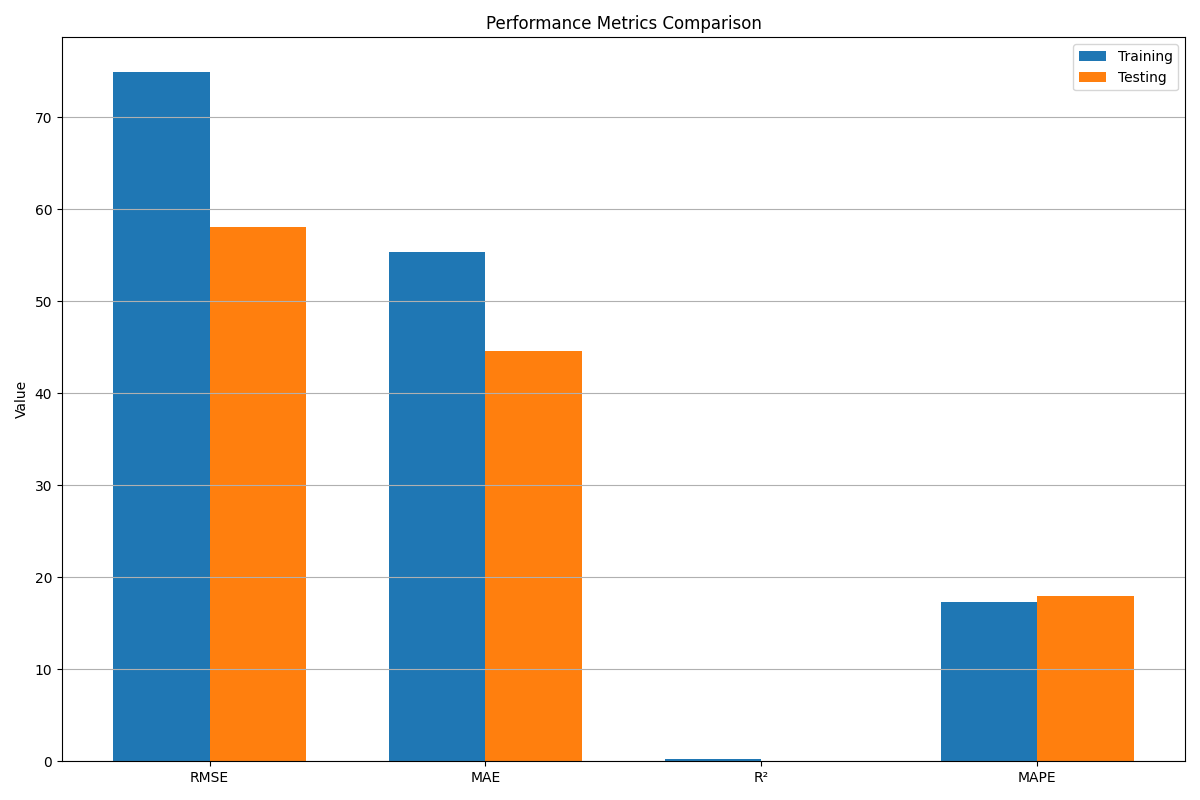 Performance Metrics Comparison
Training
Testing
Value
70
60
50
40
30
20
10
0
RMSE
MAE
R²
MAPE